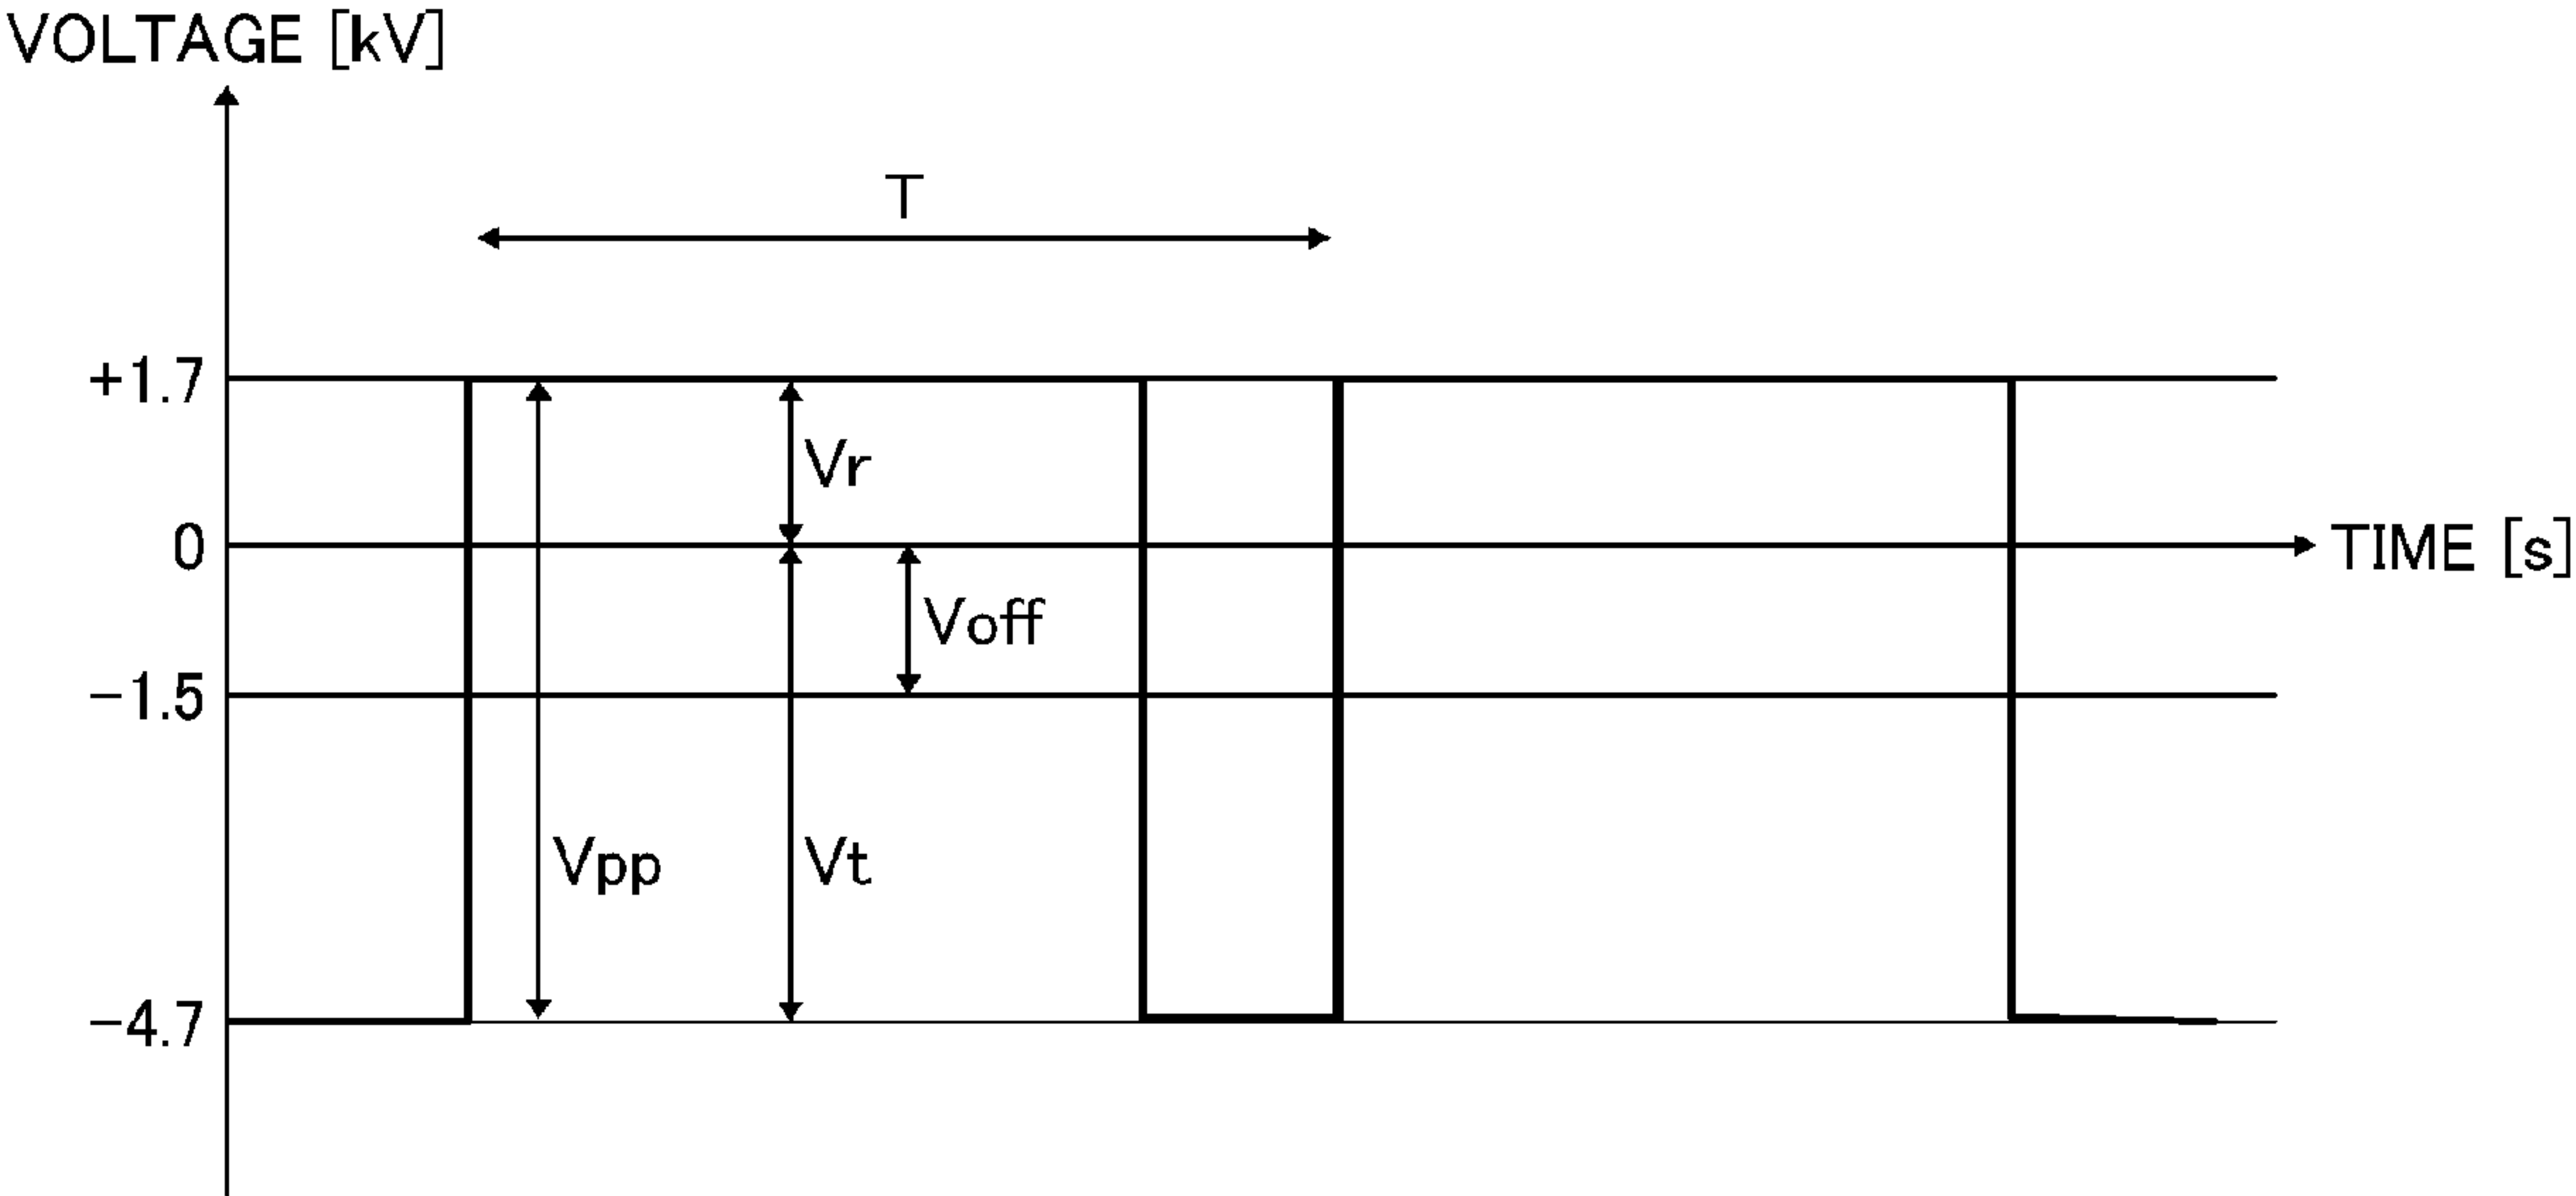 VOLTAGE [kV]
T
+1.7
Vr
0
TIME [s]
Voff
−1.5
Vpp
Vt
−4.7